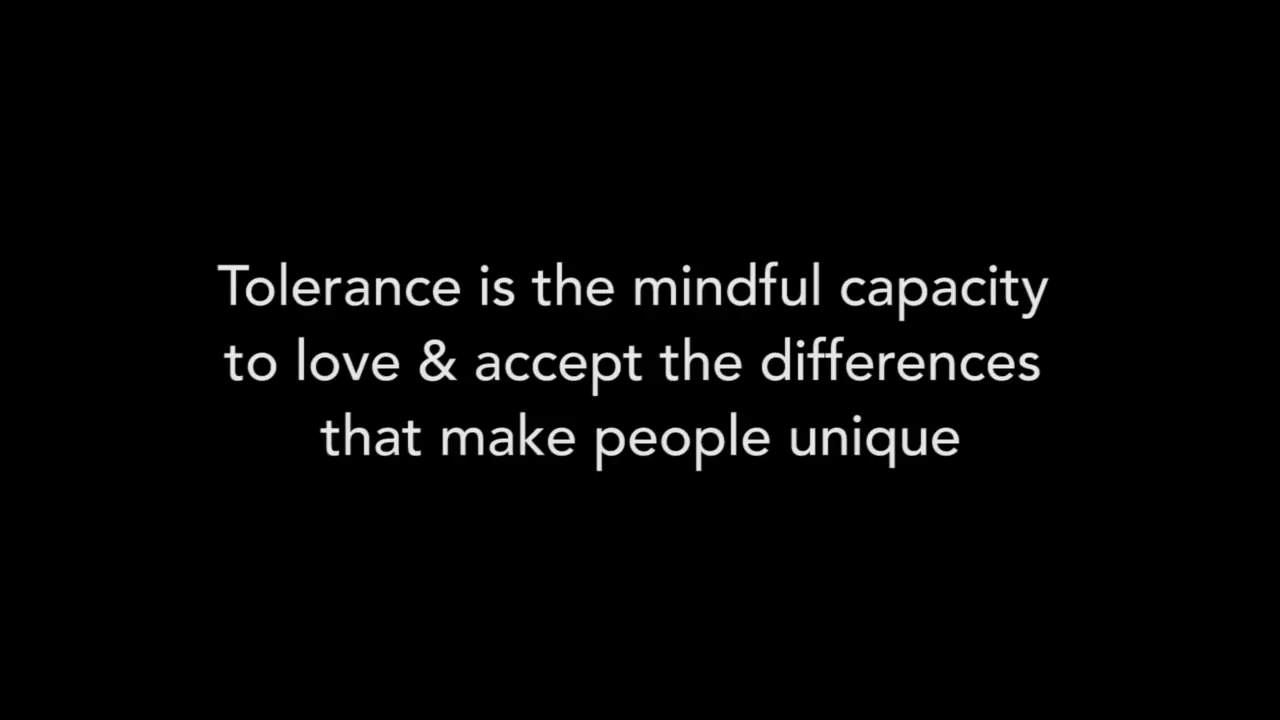 Tolerance is the mindful capacity
to love & accept the differences
that make people unique